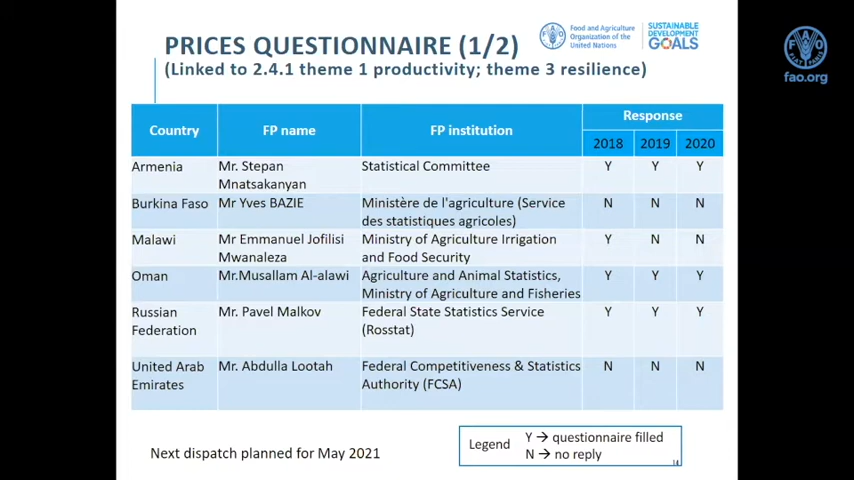 PRICES QUESTIONNAIRE (1/2)
(Linked to 2.4.1 theme 1 productivity; theme 3 resilience)
Food and Agriculture
Organization of the
United Nations
SUSTAINABLE
DEVELOPMENT
GOALS
FAO
FIAT PANIS
fao.org
Country FP name FP institution Response
2018 2019 2020
Armenia Mr. Stepan Statistical Committee Y Y Y
Mnatsakanyan
Burkina Faso Mr Yves BAZIE Ministère de l'agriculture (Service N N N
des statistiques agricoles)
Malawi Mr Emmanuel Jofilisi Ministry of Agriculture Irrigation Y N N
Mwanaleza and Food Security
Oman Mr.Musallam Al-alawi Agriculture and Animal Statistics, Y Y Y
Ministry of Agriculture and Fisheries
Russian Mr. Pavel Malkov Federal State Statistics Service Y Y Y
Federation (Rosstat)
United Arab Mr. Abdulla Lootah Federal Competitiveness & Statistics N N N
Emirates Authority (FCSA)
Next dispatch planned for May 2021
Legend Y → questionnaire filled
N → no reply
14